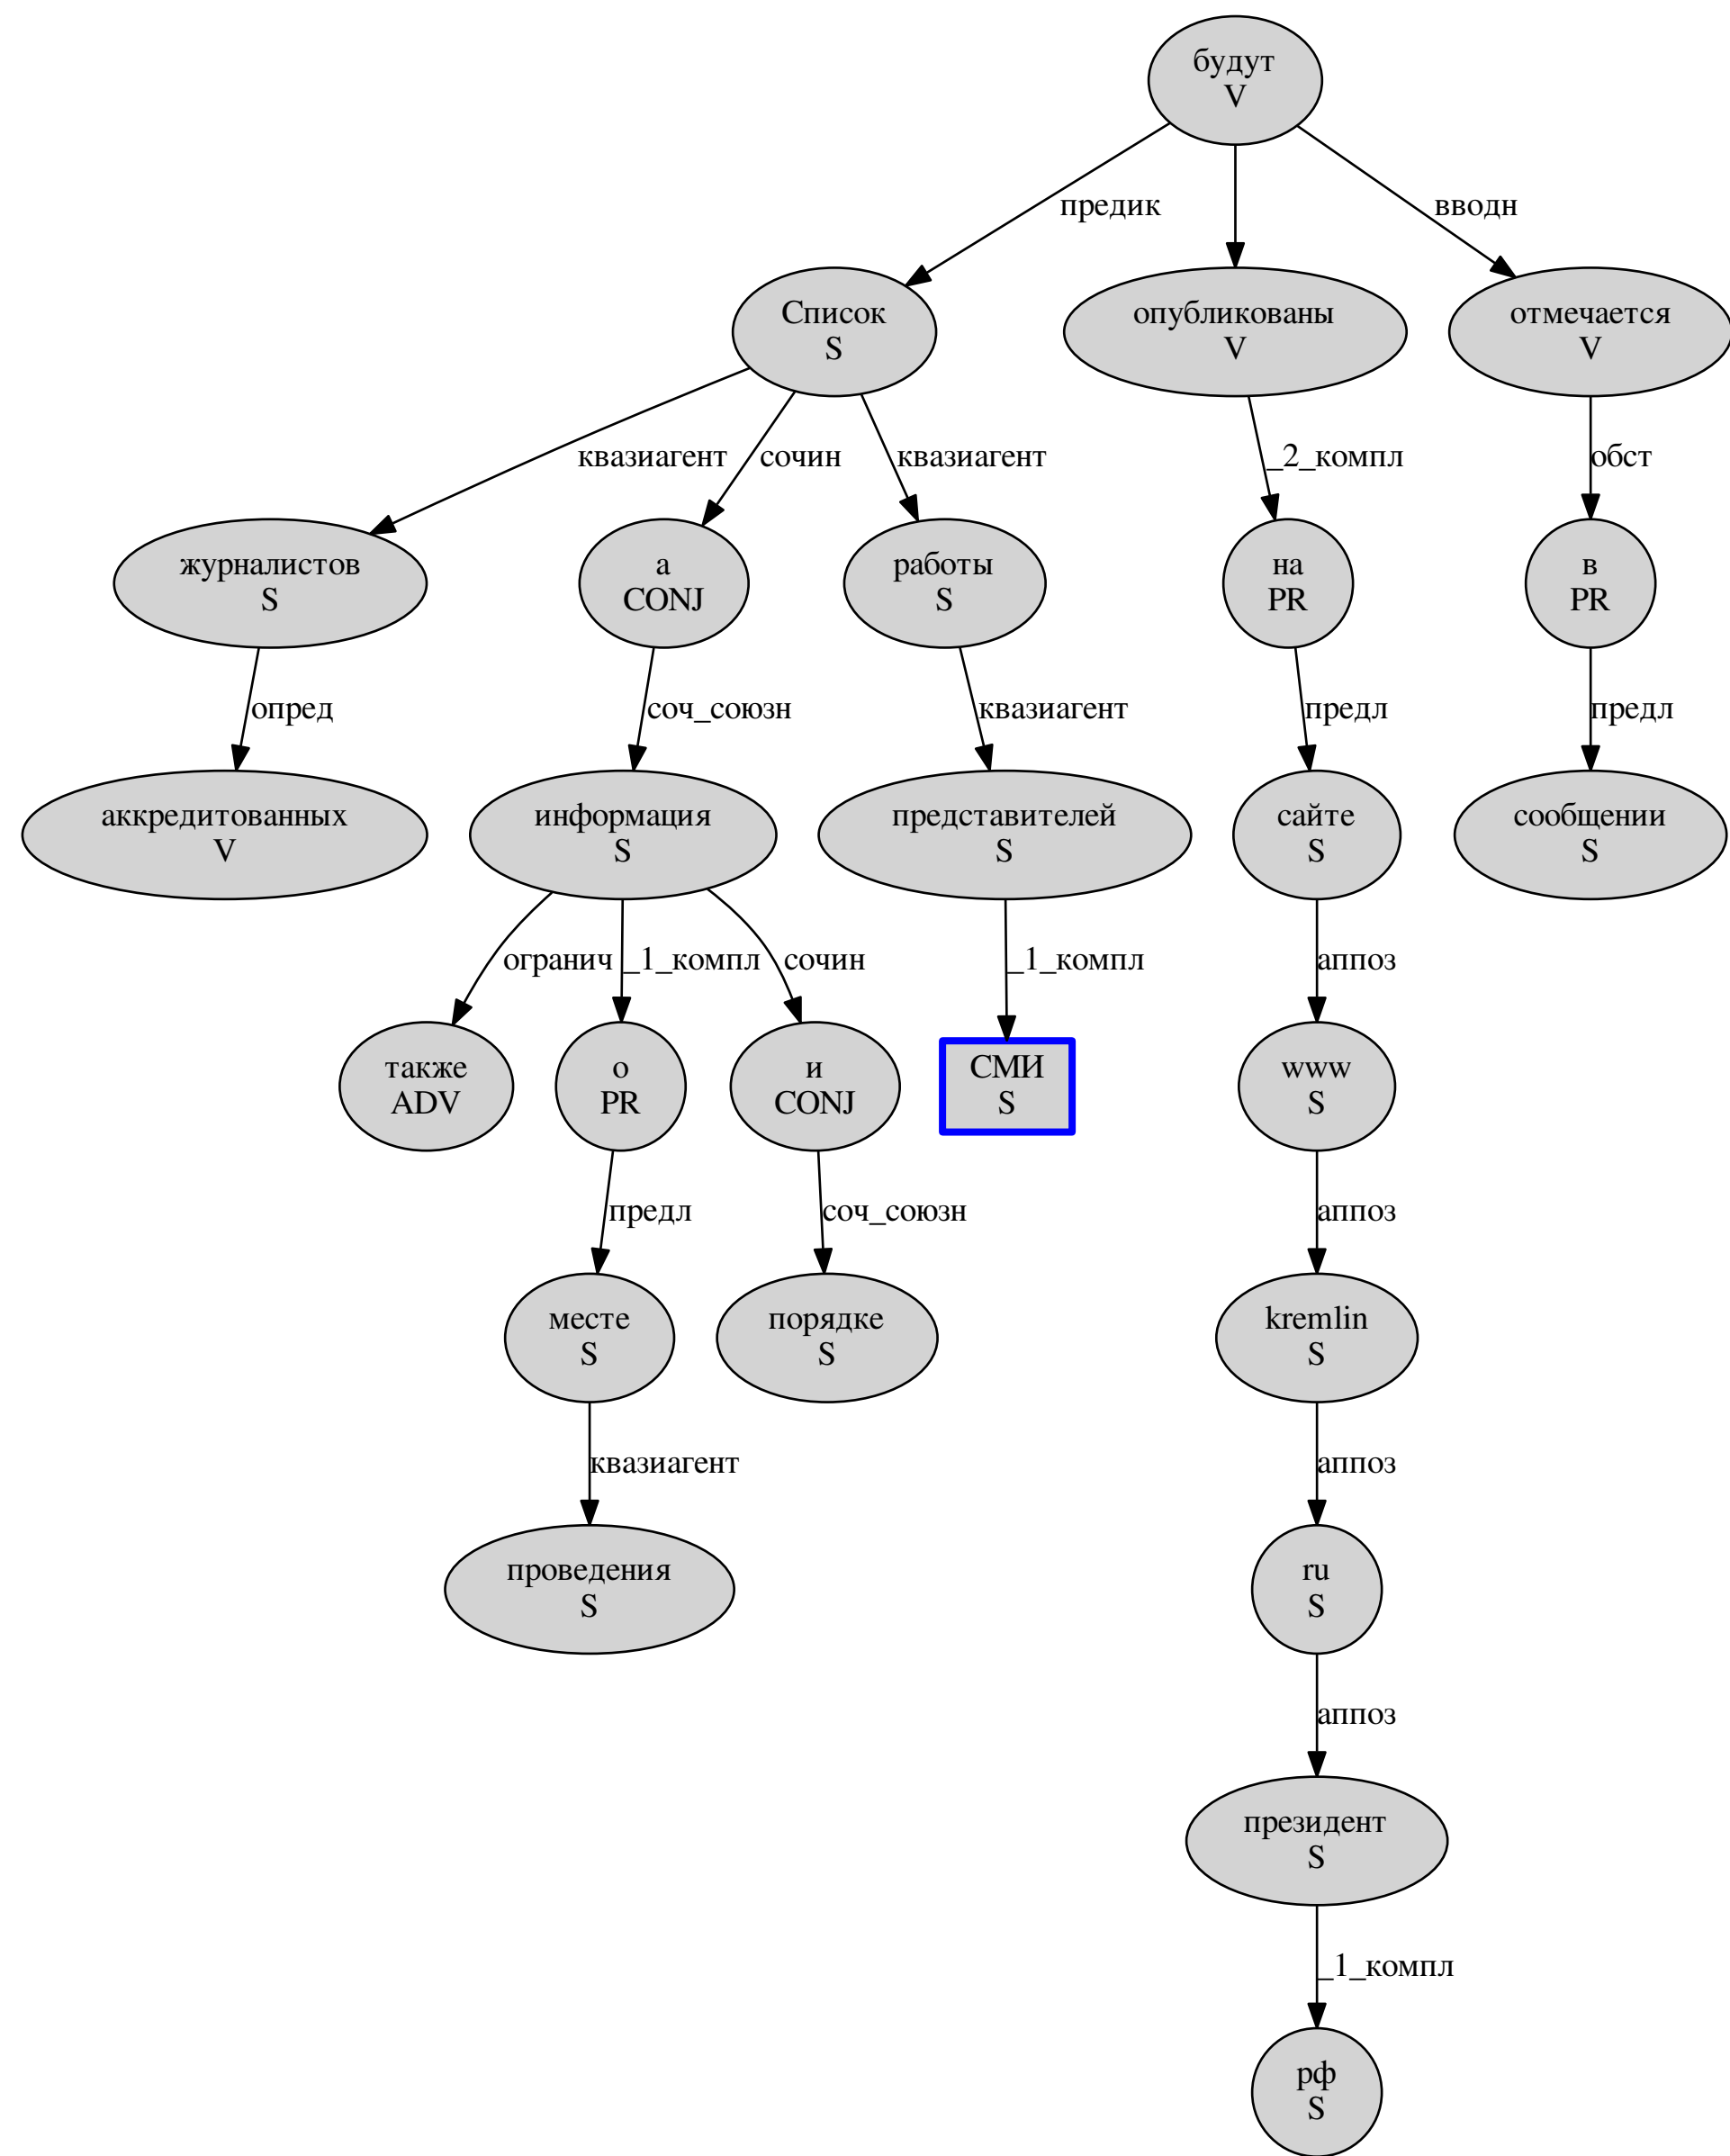 будут
V
предик
вводн
Список
S
опубликованы
V
отмечается
V
квазиагент
сочин
квазиагент
_2_компл
обст
журналистов
S
а
CONJ
работы
S
на
PR
в
PR
опред
соч_союзн
квазиагент
предл
предл
аккредитованных
V
информация
S
представителей
S
сайте
S
сообщении
S
огранич
_1_компл
сочин
_1_компл
аппоз
также
ADV
о
PR
и
CONJ
СМИ
S
www
S
предл
соч_союзн
аппоз
месте
S
порядке
S
kremlin
S
квазиагент
аппоз
проведения
S
ru
S
аппоз
президент
S
_1_компл
рф
S